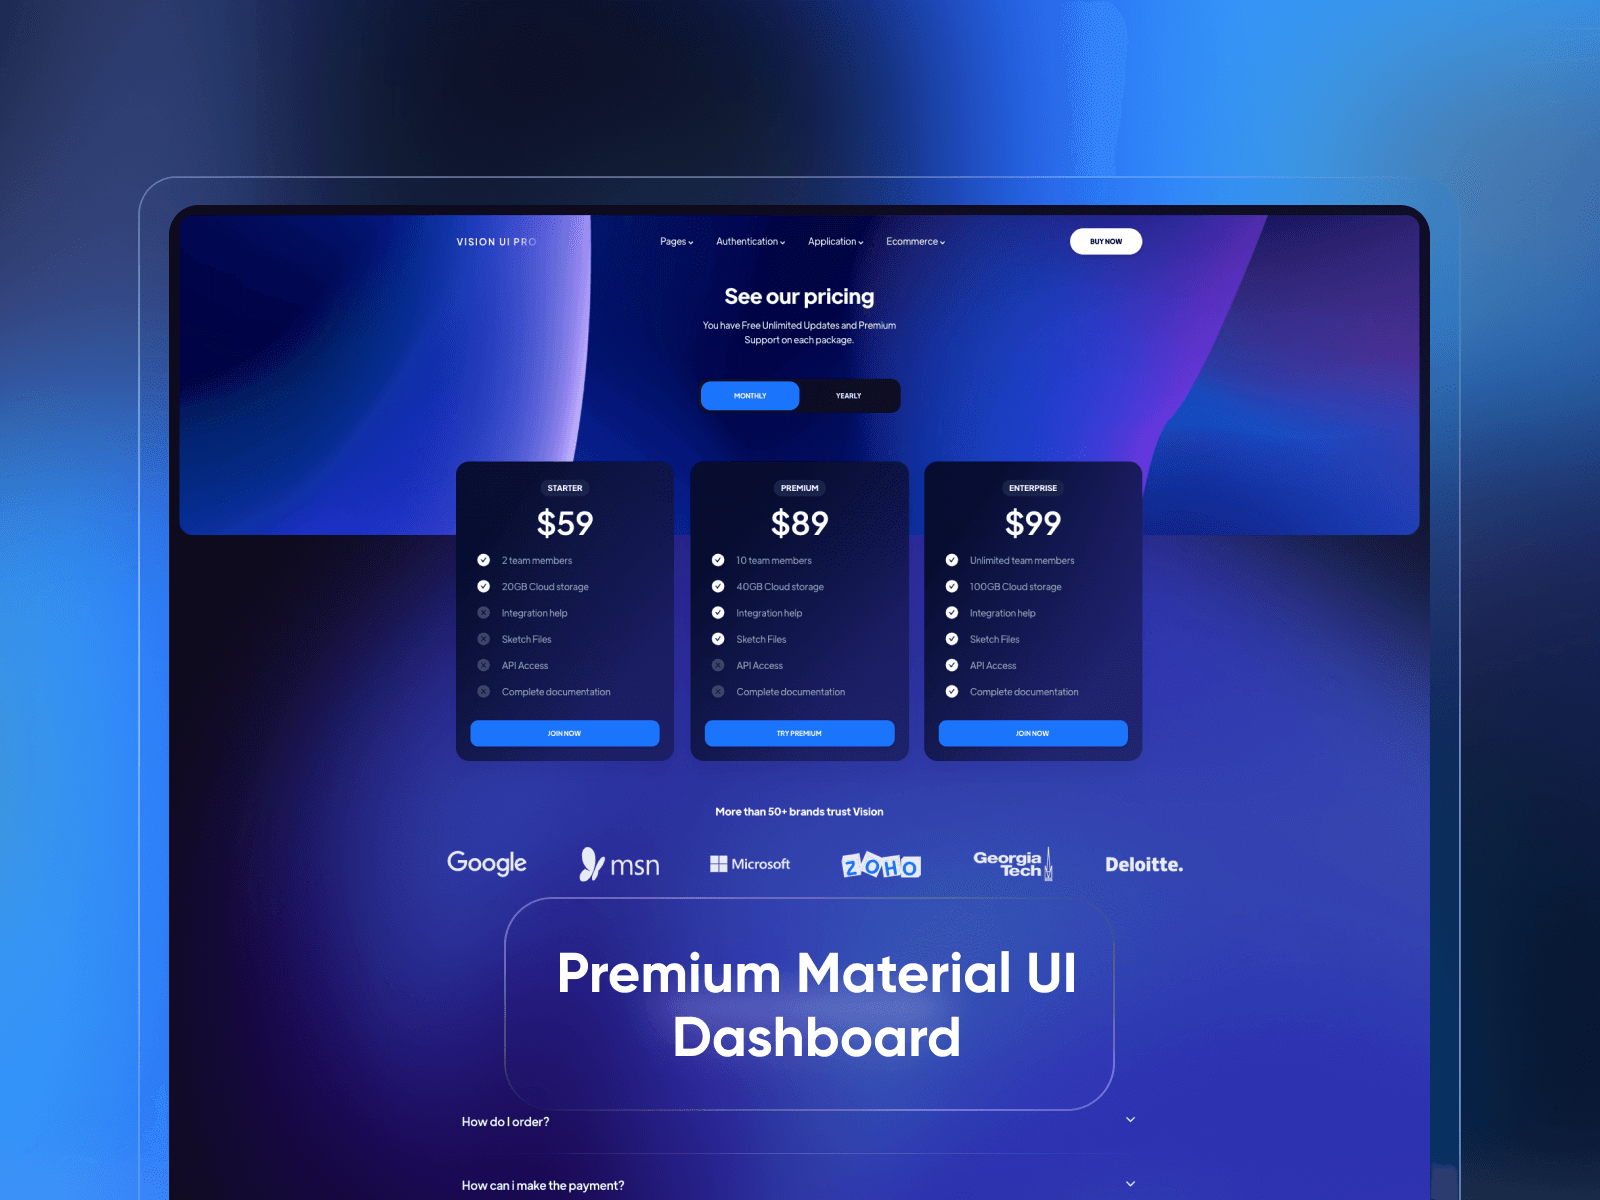 VISION UI PRO
Pages
Authentication
Application
Ecommerce
BUY NOW
See our pricing
You have Free Unlimited Updates and Premium
Support on each package.
MONTHLY
YEARLY
STARTER
$59
2 team members
20GB Cloud storage
Integration help
Sketch Files
API Access
Complete documentation
JOIN NOW
PREMIUM
$89
10 team members
40GB Cloud storage
Integration help
Sketch Files
API Access
Complete documentation
TRY PREMIUM
ENTERPRISE
$99
Unlimited team members
100GB Cloud storage
Integration help
Sketch Files
API Access
Complete documentation
JOIN NOW
More than 50+ brands trust Vision
Google
msn
Microsoft
ZOHO
Georgia
Tech
Deloitte.
Premium Material UI
Dashboard
How do I order?
How can i make the payment?